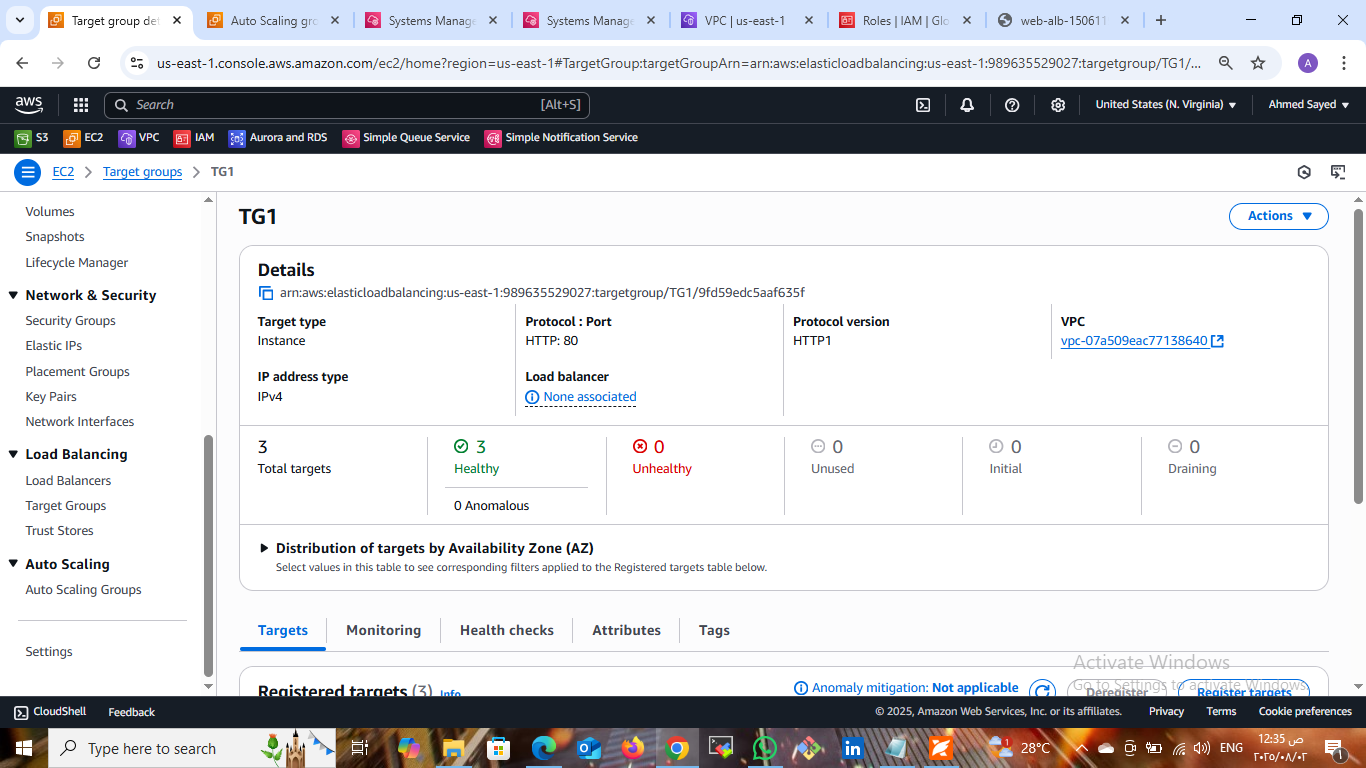 Target group det
Auto Scaling gro
Systems Manage
Systems Manage
VPC | us-east-1
Roles | IAM | Glo
web-alb-150611
us-east-1.console.aws.amazon.com/ec2/home?region=us-east-1#TargetGroup:targetGroupArn=arn:aws:elasticloadbalancing:us-east-1:989635529027:targetgroup/TG1/...
A
aws
Search
[Alt+S]
United States (N. Virginia)
Ahmed Sayed
S3
EC2
VPC
IAM
Aurora and RDS
Simple Queue Service
Simple Notification Service
EC2
Target groups
TG1
Volumes
Snapshots
Lifecycle Manager
Network & Security
Security Groups
Elastic IPs
Placement Groups
Key Pairs
Network Interfaces
Load Balancing
Load Balancers
Target Groups
Trust Stores
Auto Scaling
Auto Scaling Groups
Settings
TG1
Actions
Details
arn:aws:elasticloadbalancing:us-east-1:989635529027:targetgroup/TG1/9fd59edc5aaf635f
Target type
Instance
Protocol : Port
HTTP: 80
Protocol version
HTTP1
VPC
vpc-07a509eac77138640
IP address type
IPv4
Load balancer
None associated
3
Total targets
3
Healthy
0 Anomalous
0
Unhealthy
0
Unused
0
Initial
0
Draining
Distribution of targets by Availability Zone (AZ)
Select values in this table to see corresponding filters applied to the Registered targets table below.
Targets
Monitoring
Health checks
Attributes
Tags
Registered targets (3) Info
Anomaly mitigation: Not applicable
Deregister
Register targets
Activate Windows
Go to Settings to activate Windows.
CloudShell
Feedback
© 2025, Amazon Web Services, Inc. or its affiliates.
Privacy
Terms
Cookie preferences
Type here to search
28°C
ENG
12:35 ص
٢٠٢٥/٠٨/٠٢
1